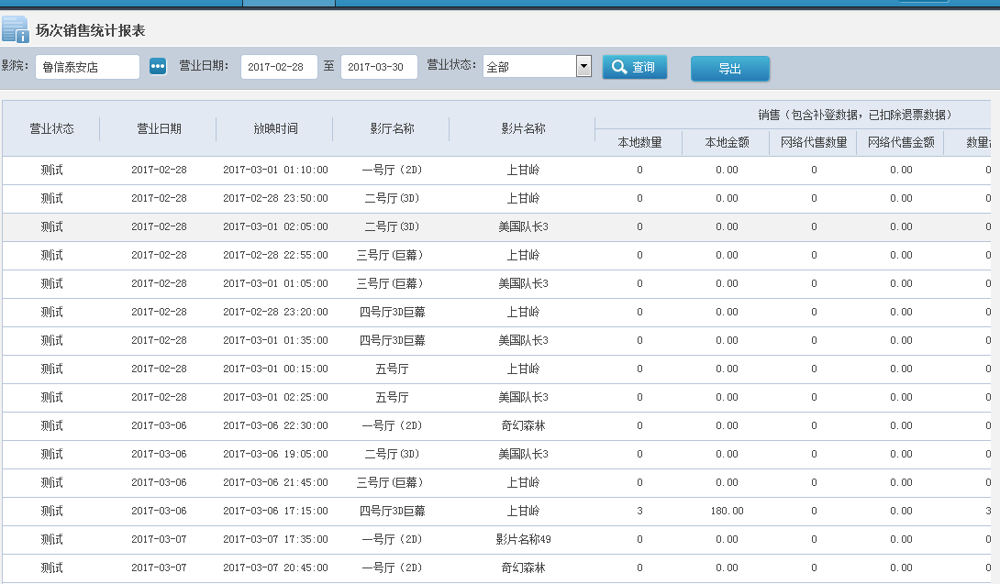 场次销售统计报表
影院： 鲁信泰安店 营业日期： 2017-02-28 至 2017-03-30 营业状态： 全部 查询 导出
营业状态 营业日期 放映时间 影厅名称 影片名称 销售（包含补登数据，已扣除退票数据）
本地数量 本地金额 网络代售数量 网络代售金额 数量
测试 2017-02-28 2017-03-01 01:10:00 一号厅（2D） 上甘岭 0 0.00 0 0.00 0
测试 2017-02-28 2017-02-28 23:50:00 二号厅(3D) 上甘岭 0 0.00 0 0.00 0
测试 2017-02-28 2017-03-01 02:05:00 二号厅(3D) 美国队长3 0 0.00 0 0.00 0
测试 2017-02-28 2017-02-28 22:55:00 三号厅(巨幕） 上甘岭 0 0.00 0 0.00 0
测试 2017-02-28 2017-03-01 01:05:00 三号厅(巨幕） 美国队长3 0 0.00 0 0.00 0
测试 2017-02-28 2017-02-28 23:20:00 四号厅3D巨幕 上甘岭 0 0.00 0 0.00 0
测试 2017-02-28 2017-03-01 01:35:00 四号厅3D巨幕 美国队长3 0 0.00 0 0.00 0
测试 2017-02-28 2017-03-01 00:15:00 五号厅 上甘岭 0 0.00 0 0.00 0
测试 2017-02-28 2017-03-01 02:25:00 五号厅 美国队长3 0 0.00 0 0.00 0
测试 2017-03-06 2017-03-06 22:30:00 一号厅（2D） 奇幻森林 0 0.00 0 0.00 0
测试 2017-03-06 2017-03-06 19:05:00 二号厅(3D) 美国队长3 0 0.00 0 0.00 0
测试 2017-03-06 2017-03-06 21:45:00 三号厅(巨幕） 上甘岭 0 0.00 0 0.00 0
测试 2017-03-06 2017-03-06 17:15:00 四号厅3D巨幕 上甘岭 3 180.00 0 0.00 3
测试 2017-03-07 2017-03-07 17:35:00 一号厅（2D） 影片名称49 0 0.00 0 0.00 0
测试 2017-03-07 2017-03-07 20:45:00 一号厅（2D） 奇幻森林 0 0.00 0 0.00 0